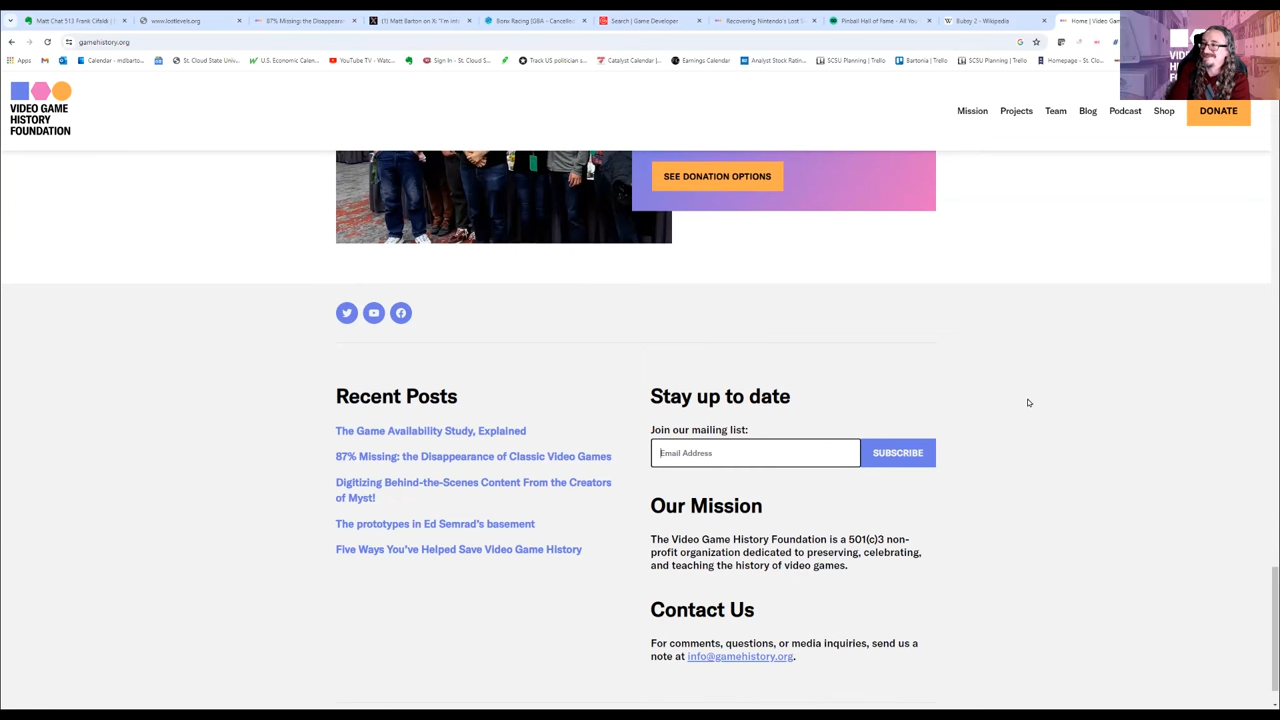 Matt Chat 513 Frank Cifaldi |
www.lostlevels.org
87% Missing: the Disappearan
(1) Matt Barton on X: "I'm int
Bonx Racing [GBA - Cancelled
Search | Game Developer
Recovering Nintendo's Lost S
Pinball Hall of Fame - All You
Bubsy 2 - Wikipedia
Home | Video Gam
gamehistory.org
Apps
Calendar - mdbarto...
St. Cloud State Univ...
U.S. Economic Calen...
YouTube TV - Watc...
Sign In - St. Cloud S...
Track US politician s...
Catalyst Calendar |...
Earnings Calendar
SCSU Planning | Trello
Analyst Stock Ratin...
Bartonia | Trello
SCSU Planning | Trello
Homepage - St. Clo...
VIDEO GAME
HISTORY
FOUNDATION
Mission
Projects
Team
Blog
Podcast
Shop
DONATE
SEE DONATION OPTIONS
Recent Posts
The Game Availability Study, Explained
87% Missing: the Disappearance of Classic Video Games
Digitizing Behind-the-Scenes Content From the Creators
of Myst!
The prototypes in Ed Semrad's basement
Five Ways You've Helped Save Video Game History
Stay up to date
Join our mailing list:
Email Address
SUBSCRIBE
Our Mission
The Video Game History Foundation is a 501(c)3 non-
profit organization dedicated to preserving, celebrating,
and teaching the history of video games.
Contact Us
For comments, questions, or media inquiries, send us a
note at info@gamehistory.org.